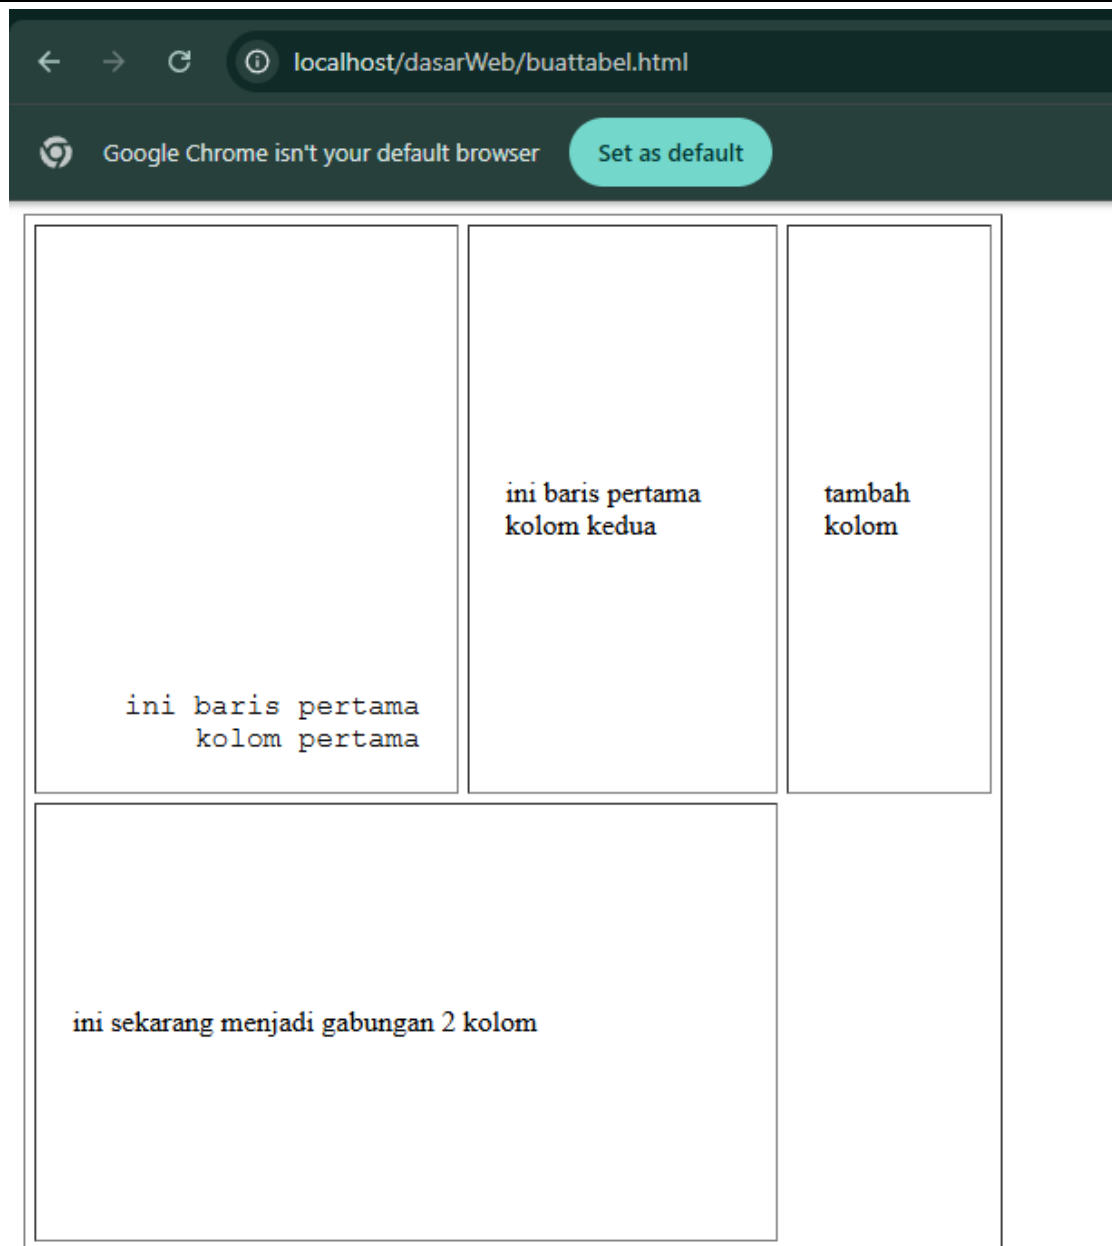 localhost/dasarWeb/buattabel.html
Google Chrome isn't your default browser Set as default
ini baris pertama
kolom pertama
ini baris pertama
kolom kedua
tambah
kolom
ini sekarang menjadi gabungan 2 kolom